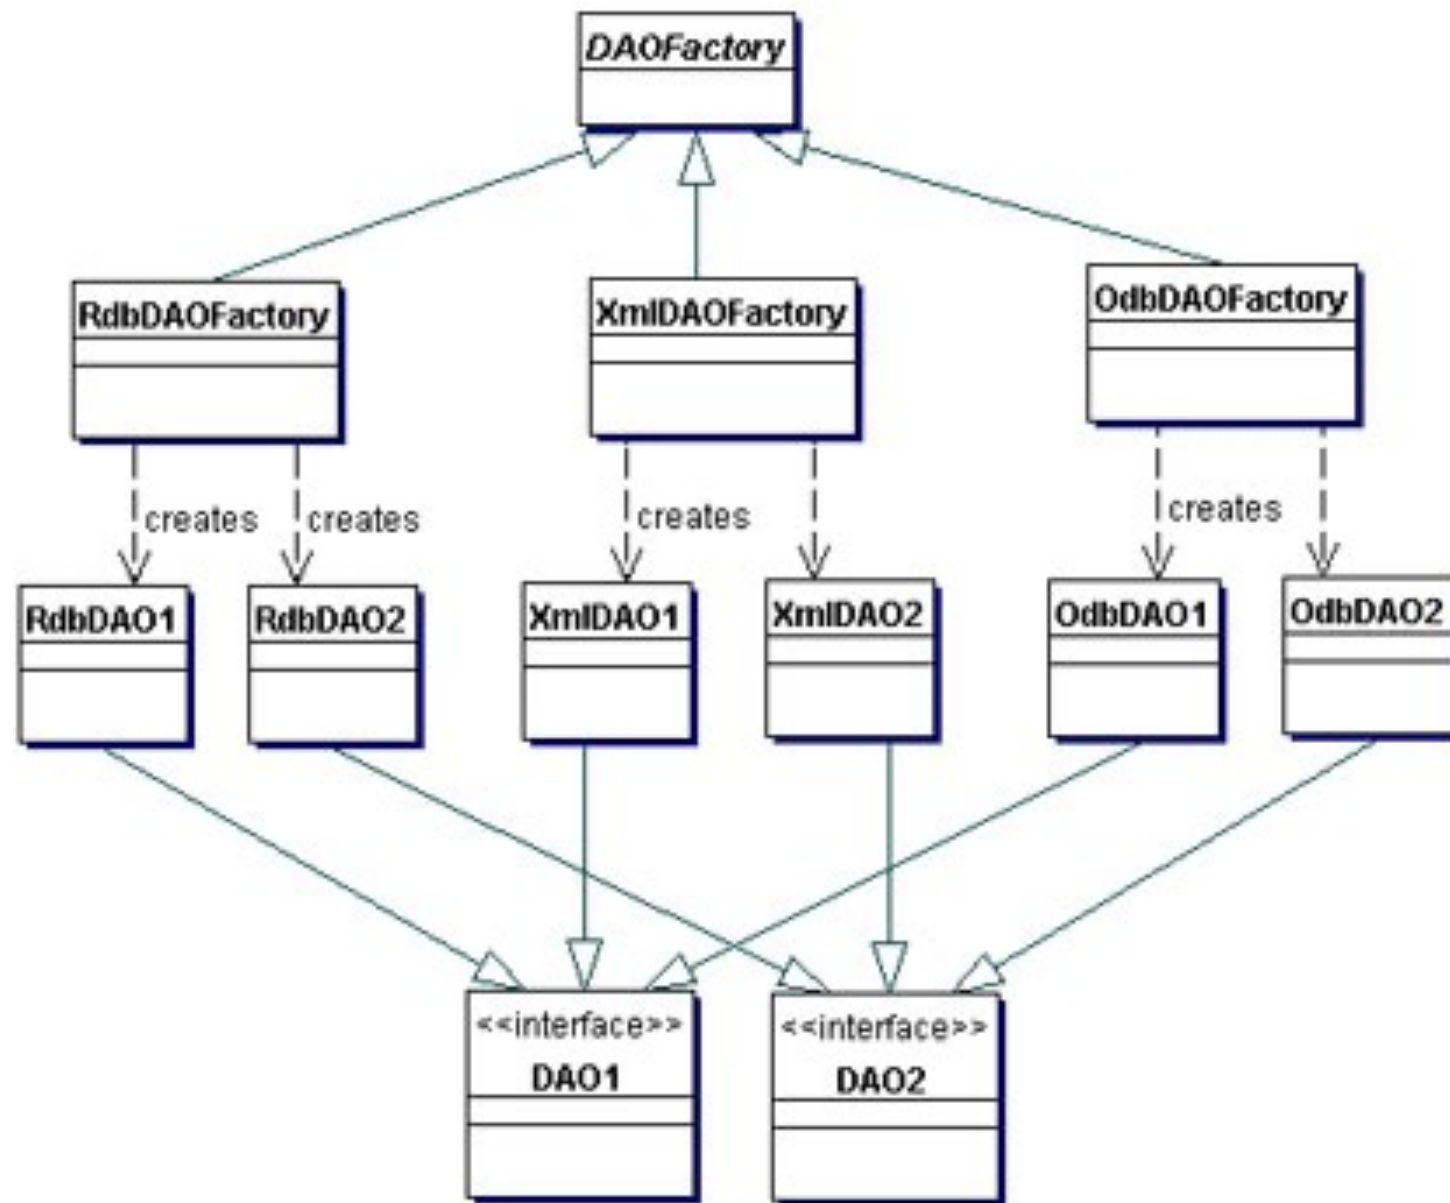 DAOFactory
RdbDAOFactory
XmlDAOFactory
OdbDAOFactory
creates
creates
creates
creates
RdbDAO1
RdbDAO2
XmlDAO1
XmlDAO2
OdbDAO1
OdbDAO2
<<interface>>
DAO1
<<interface>>
DAO2